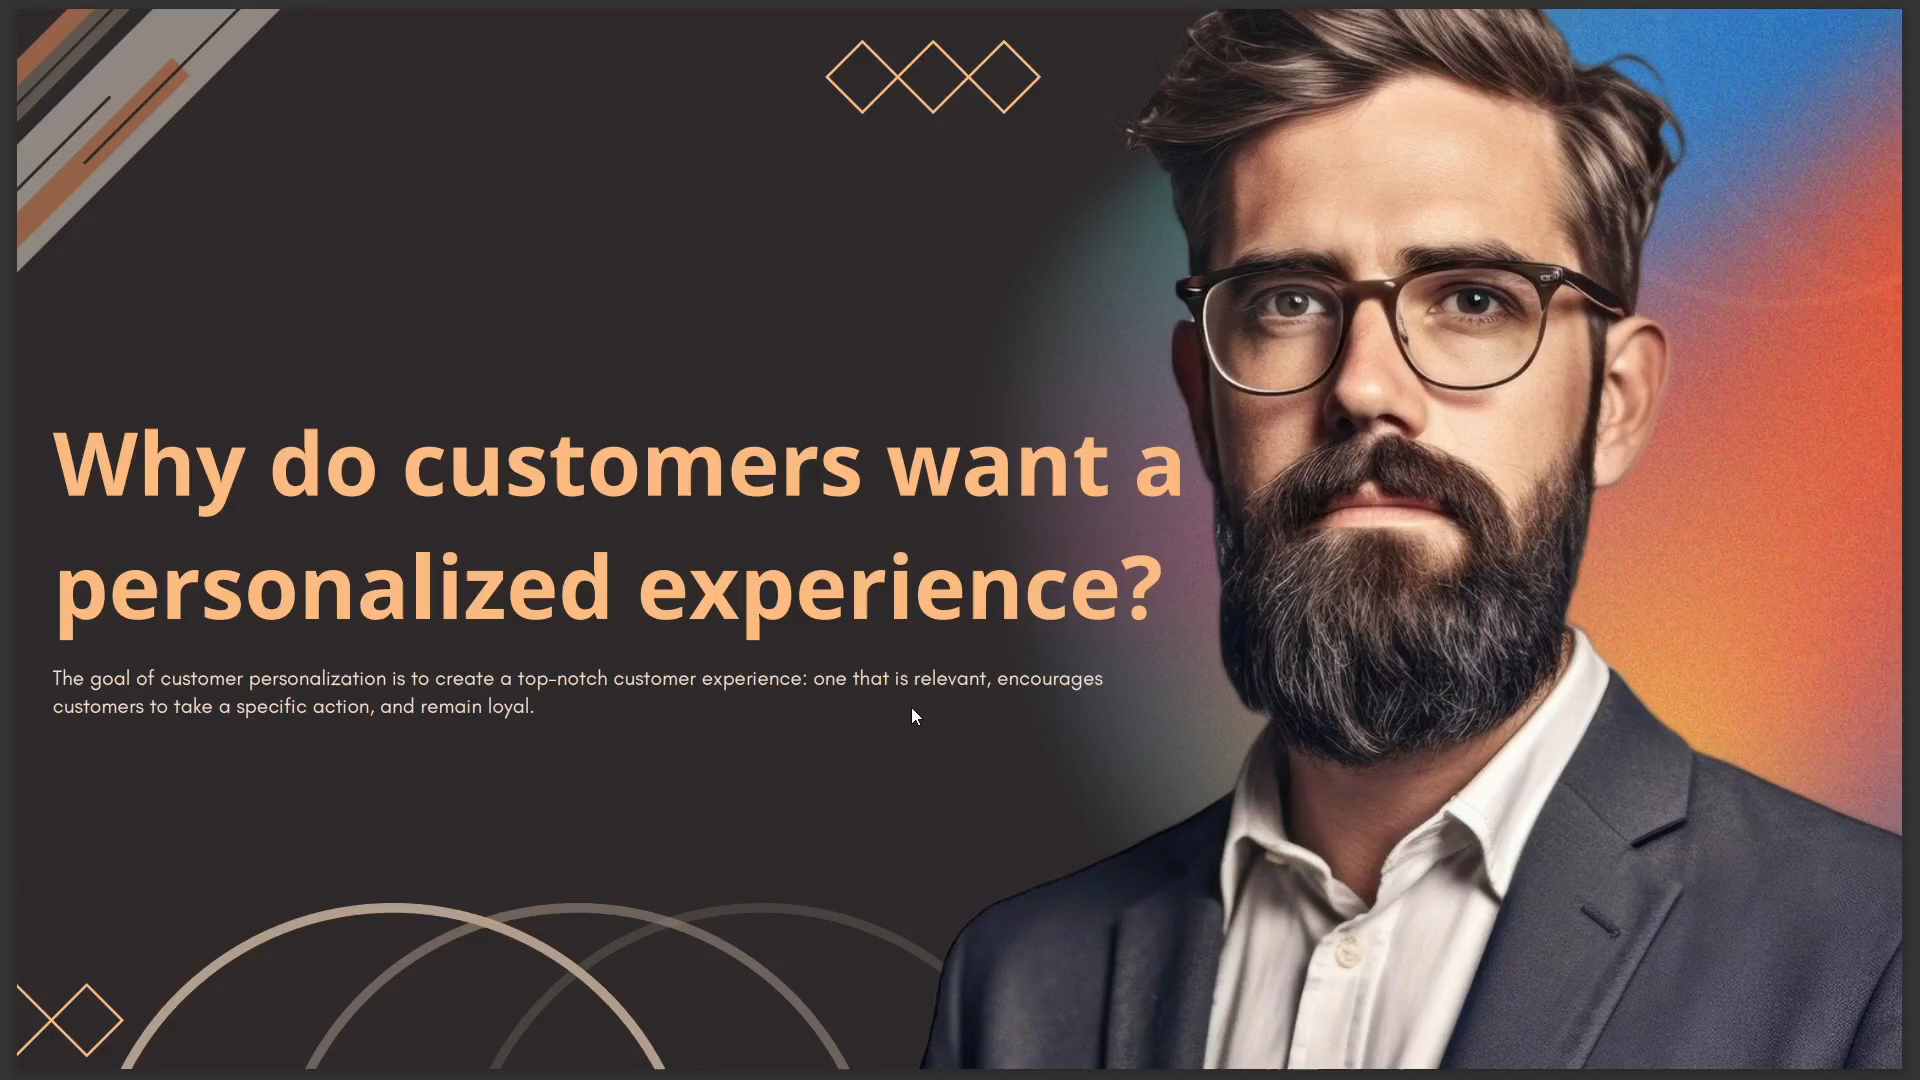 Why do customers want a
personalized experience?
The goal of customer personalization is to create a top-notch customer experience: one that is relevant, encourages
customers to take a specific action, and remain loyal.